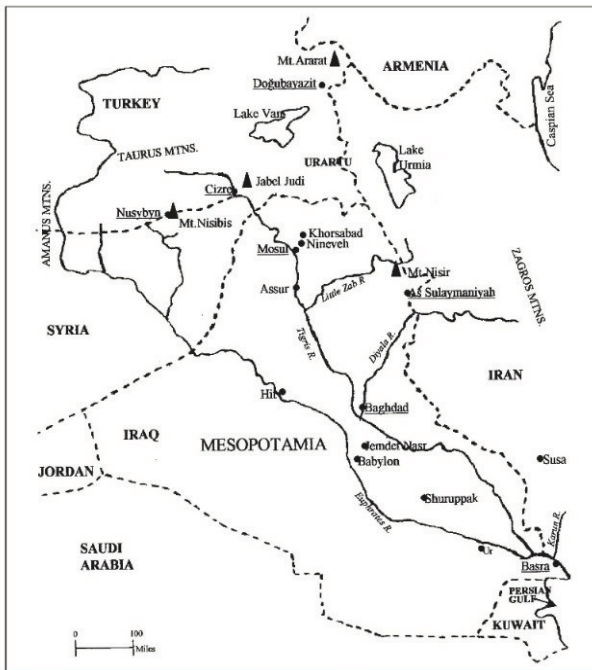 Mt. Ararat
ARMENIA
Doğubayazit
TURKEY
Lake Van
Caspian Sea
TAURUS MTNS.
Lake
Urmia
URARTU
Jabel Judi
Cizre
AMANUS MTNS.
Nusybyn
Mt. Nisibis
Khorsabad
Nineveh
Mosul
ZAGROS MTNS.
Mt. Nisir
Assur
Little Zab R
As Sulaymaniyah
SYRIA
Tigris R.
Diyala R.
IRAN
Hit
Baghdad
IRAQ
MESOPOTAMIA
Jemdet Nasr
Babylon
Susa
JORDAN
Shuruppak
Euphrates R.
Karun R.
SAUDI
ARABIA
Ur
Basra
PERSIAN
GULF
KUWAIT
0 100
Miles